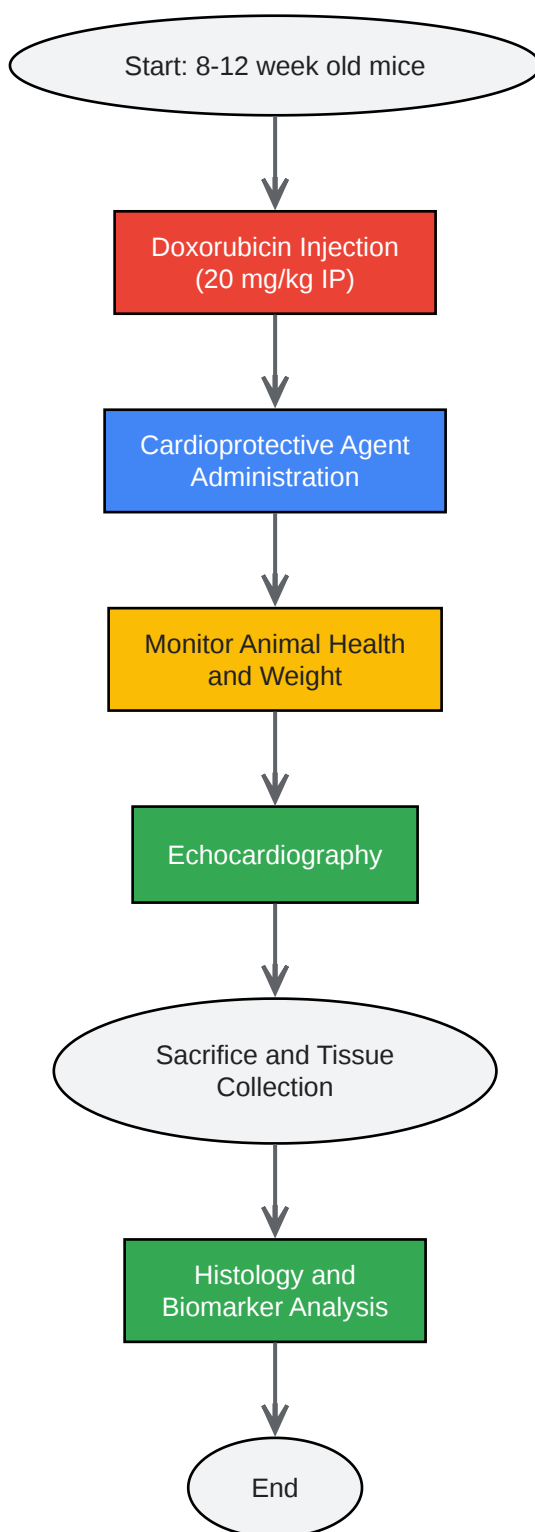 Start: 8-12 week old mice
Doxorubicin Injection
(20 mg/kg IP)
Cardioprotective Agent
Administration
Monitor Animal Health
and Weight
Echocardiography
Sacrifice and Tissue
Collection
Histology and
Biomarker Analysis
End